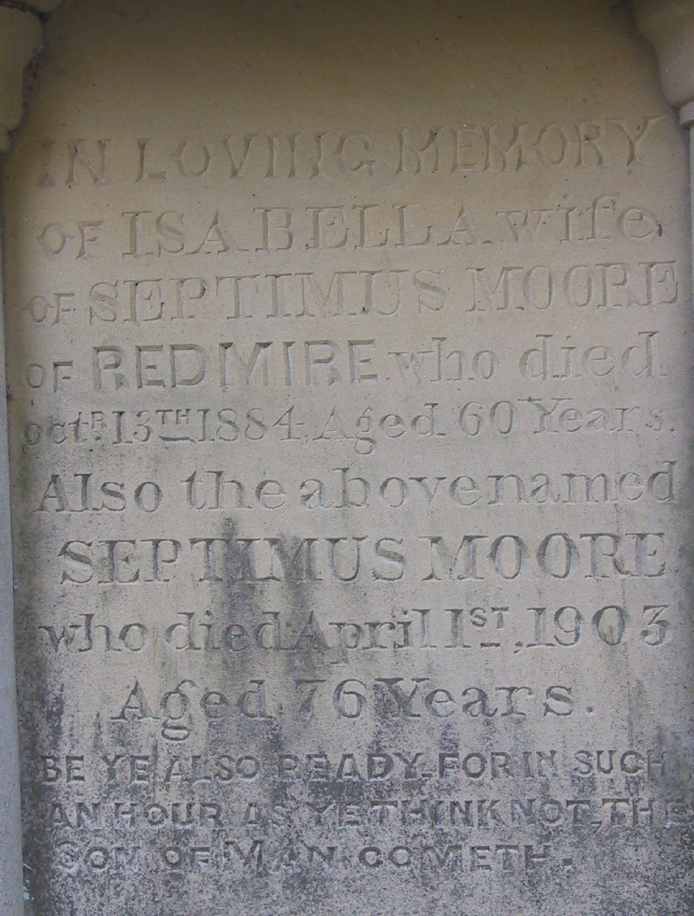 IN LOVING MEMORY
OF ISABELLA wife
OF SEPTIMUS MOORE
OF REDMIRE who died
octR. 13TH 1884, Aged 60 Years.
Also the above named
SEPTIMUS MOORE
who died April 1ST, 1903
Aged 76 Years.
BE YE ALSO READY. FOR IN SUCH
AN HOUR AS YE THINK NOT, THE
SON OF MAN COMETH.